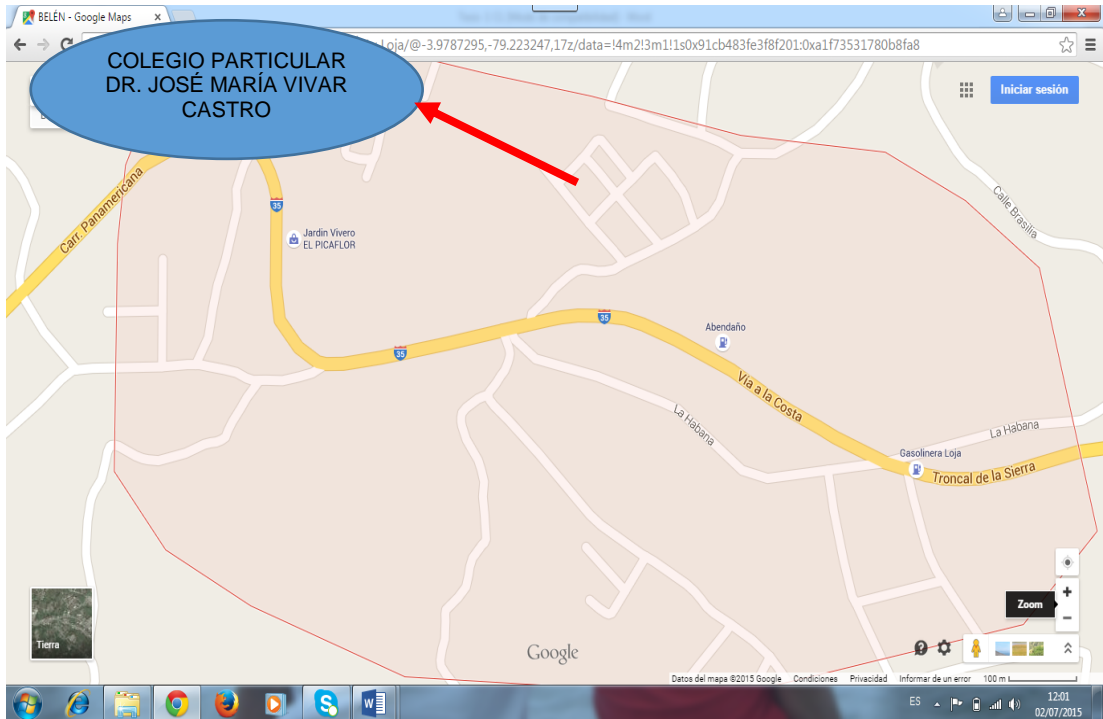 BELÉN - Google Maps
Loja/@-3.9787295,-79.223247,17z/data=!4m2!3m1!1s0x91cb483fe3f8f201:0xa1f73531780b8fa8
COLEGIO PARTICULAR
DR. JOSÉ MARÍA VIVAR
CASTRO
Iniciar sesión
Carr. Panamericana
Calle Brasilia
35
Jardin Vivero
EL PICAFLOR
35
35
Abendaño
Vía a la Costa
La Habana
La Habana
Gasolinera Loja
Troncal de la Sierra
Zoom
Tierra
Google
Datos del mapa ©2015 Google Condiciones Privacidad Informar de un error 100 m
ES
12:01
02/07/2015